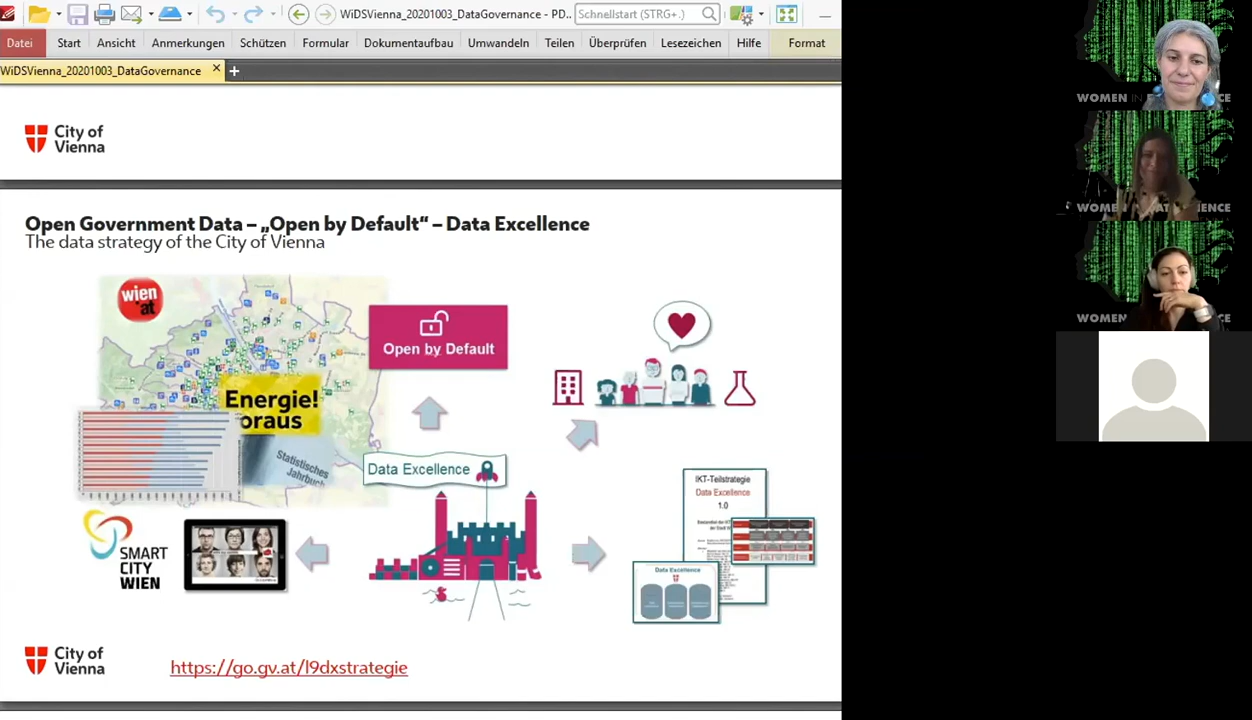 WiDSVienna_20201003_DataGovernance - PD..
Schnellstart (STRG+.)
Datei Start Ansicht Anmerkungen Schützen Formular Dokumentaufbau Umwandeln Teilen Überprüfen Lesezeichen Hilfe Format
WiDSVienna_20201003_DataGovernance
City of
Vienna
Open Government Data – „Open by Default“ – Data Excellence
The data strategy of the City of Vienna
wien
at
Open by Default
Energie!
oraus
Statistisches
Jahrbuch
Data Excellence
IKT-Teilstrategie
Data Excellence
1.0
Data Excellence
SMART
CITY
WIEN
City of
Vienna
https://go.gv.at/l9dxstrategie
WOMEN IN CE
WOMEN ENCE
WOMEN